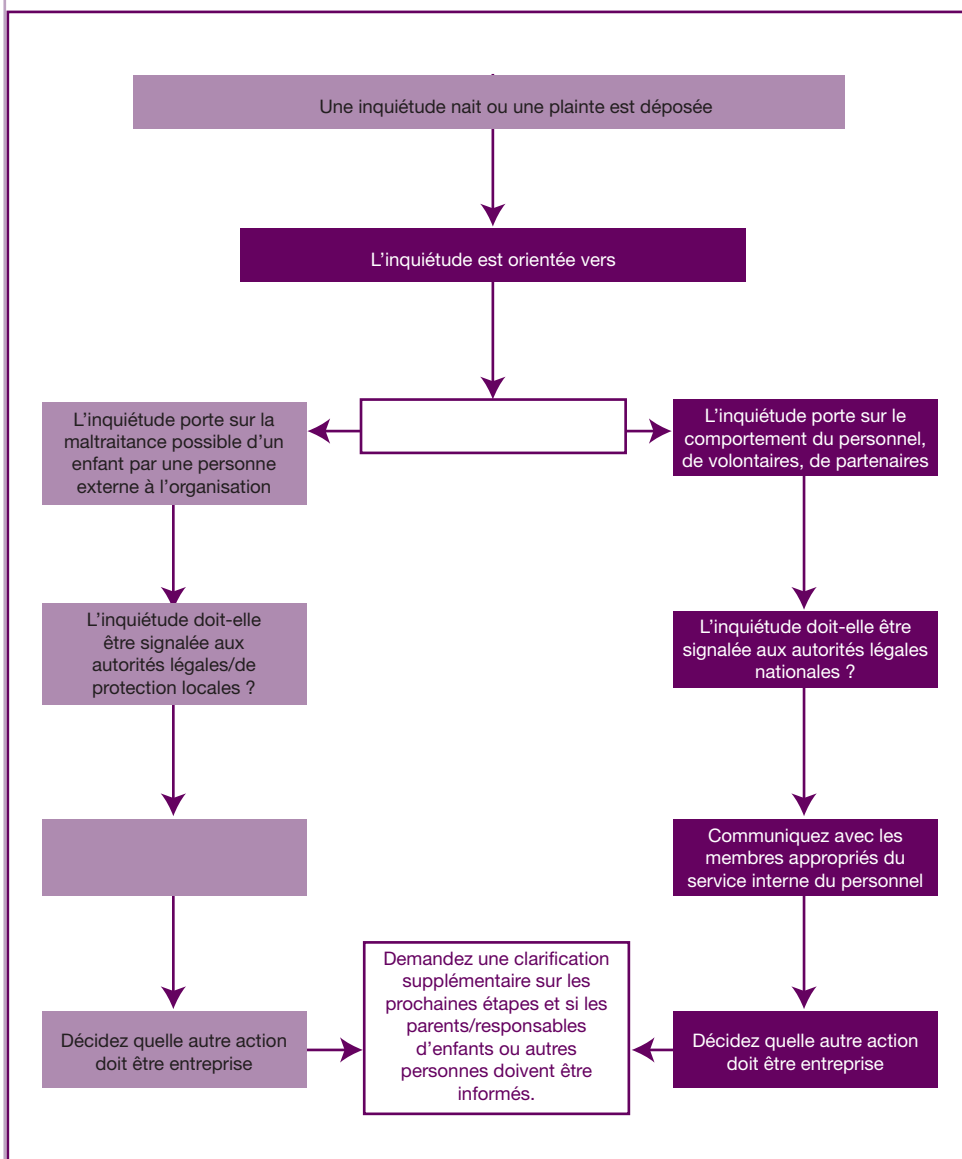 Une inquiétude nait ou une plainte est déposée
L'inquiétude est orientée vers
L'inquiétude porte sur la
maltraitance possible d'un
enfant par une personne
externe à l'organisation
L'inquiétude porte sur le
comportement du personnel,
de volontaires, de partenaires
L'inquiétude doit-elle
être signalée aux
autorités légales/de
protection locales ?
L'inquiétude doit-elle être
signalée aux autorités légales
nationales ?
Communiquez avec les
membres appropriés du
service interne du personnel
Décidez quelle autre action
doit être entreprise
Demandez une clarification
supplémentaire sur les
prochaines étapes et si les
parents/responsables
d'enfants ou autres
personnes doivent être
informés.
Décidez quelle autre action
doit être entreprise